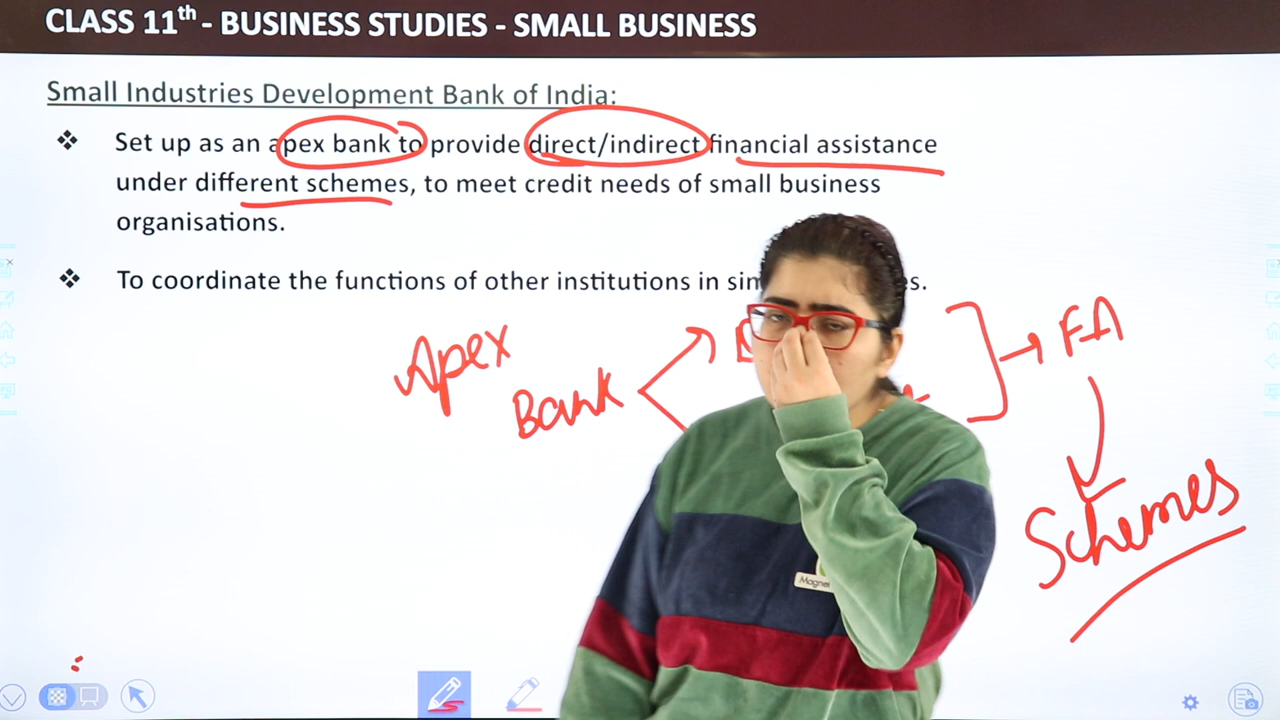 CLASS 11th - BUSINESS STUDIES - SMALL BUSINESS
Small Industries Development Bank of India:
❖ Set up as an apex bank to provide direct/indirect financial assistance
under different schemes, to meet credit needs of small business
organisations.
❖ To coordinate the functions of other institutions in
Apex
Bank
→ FA
Schemes